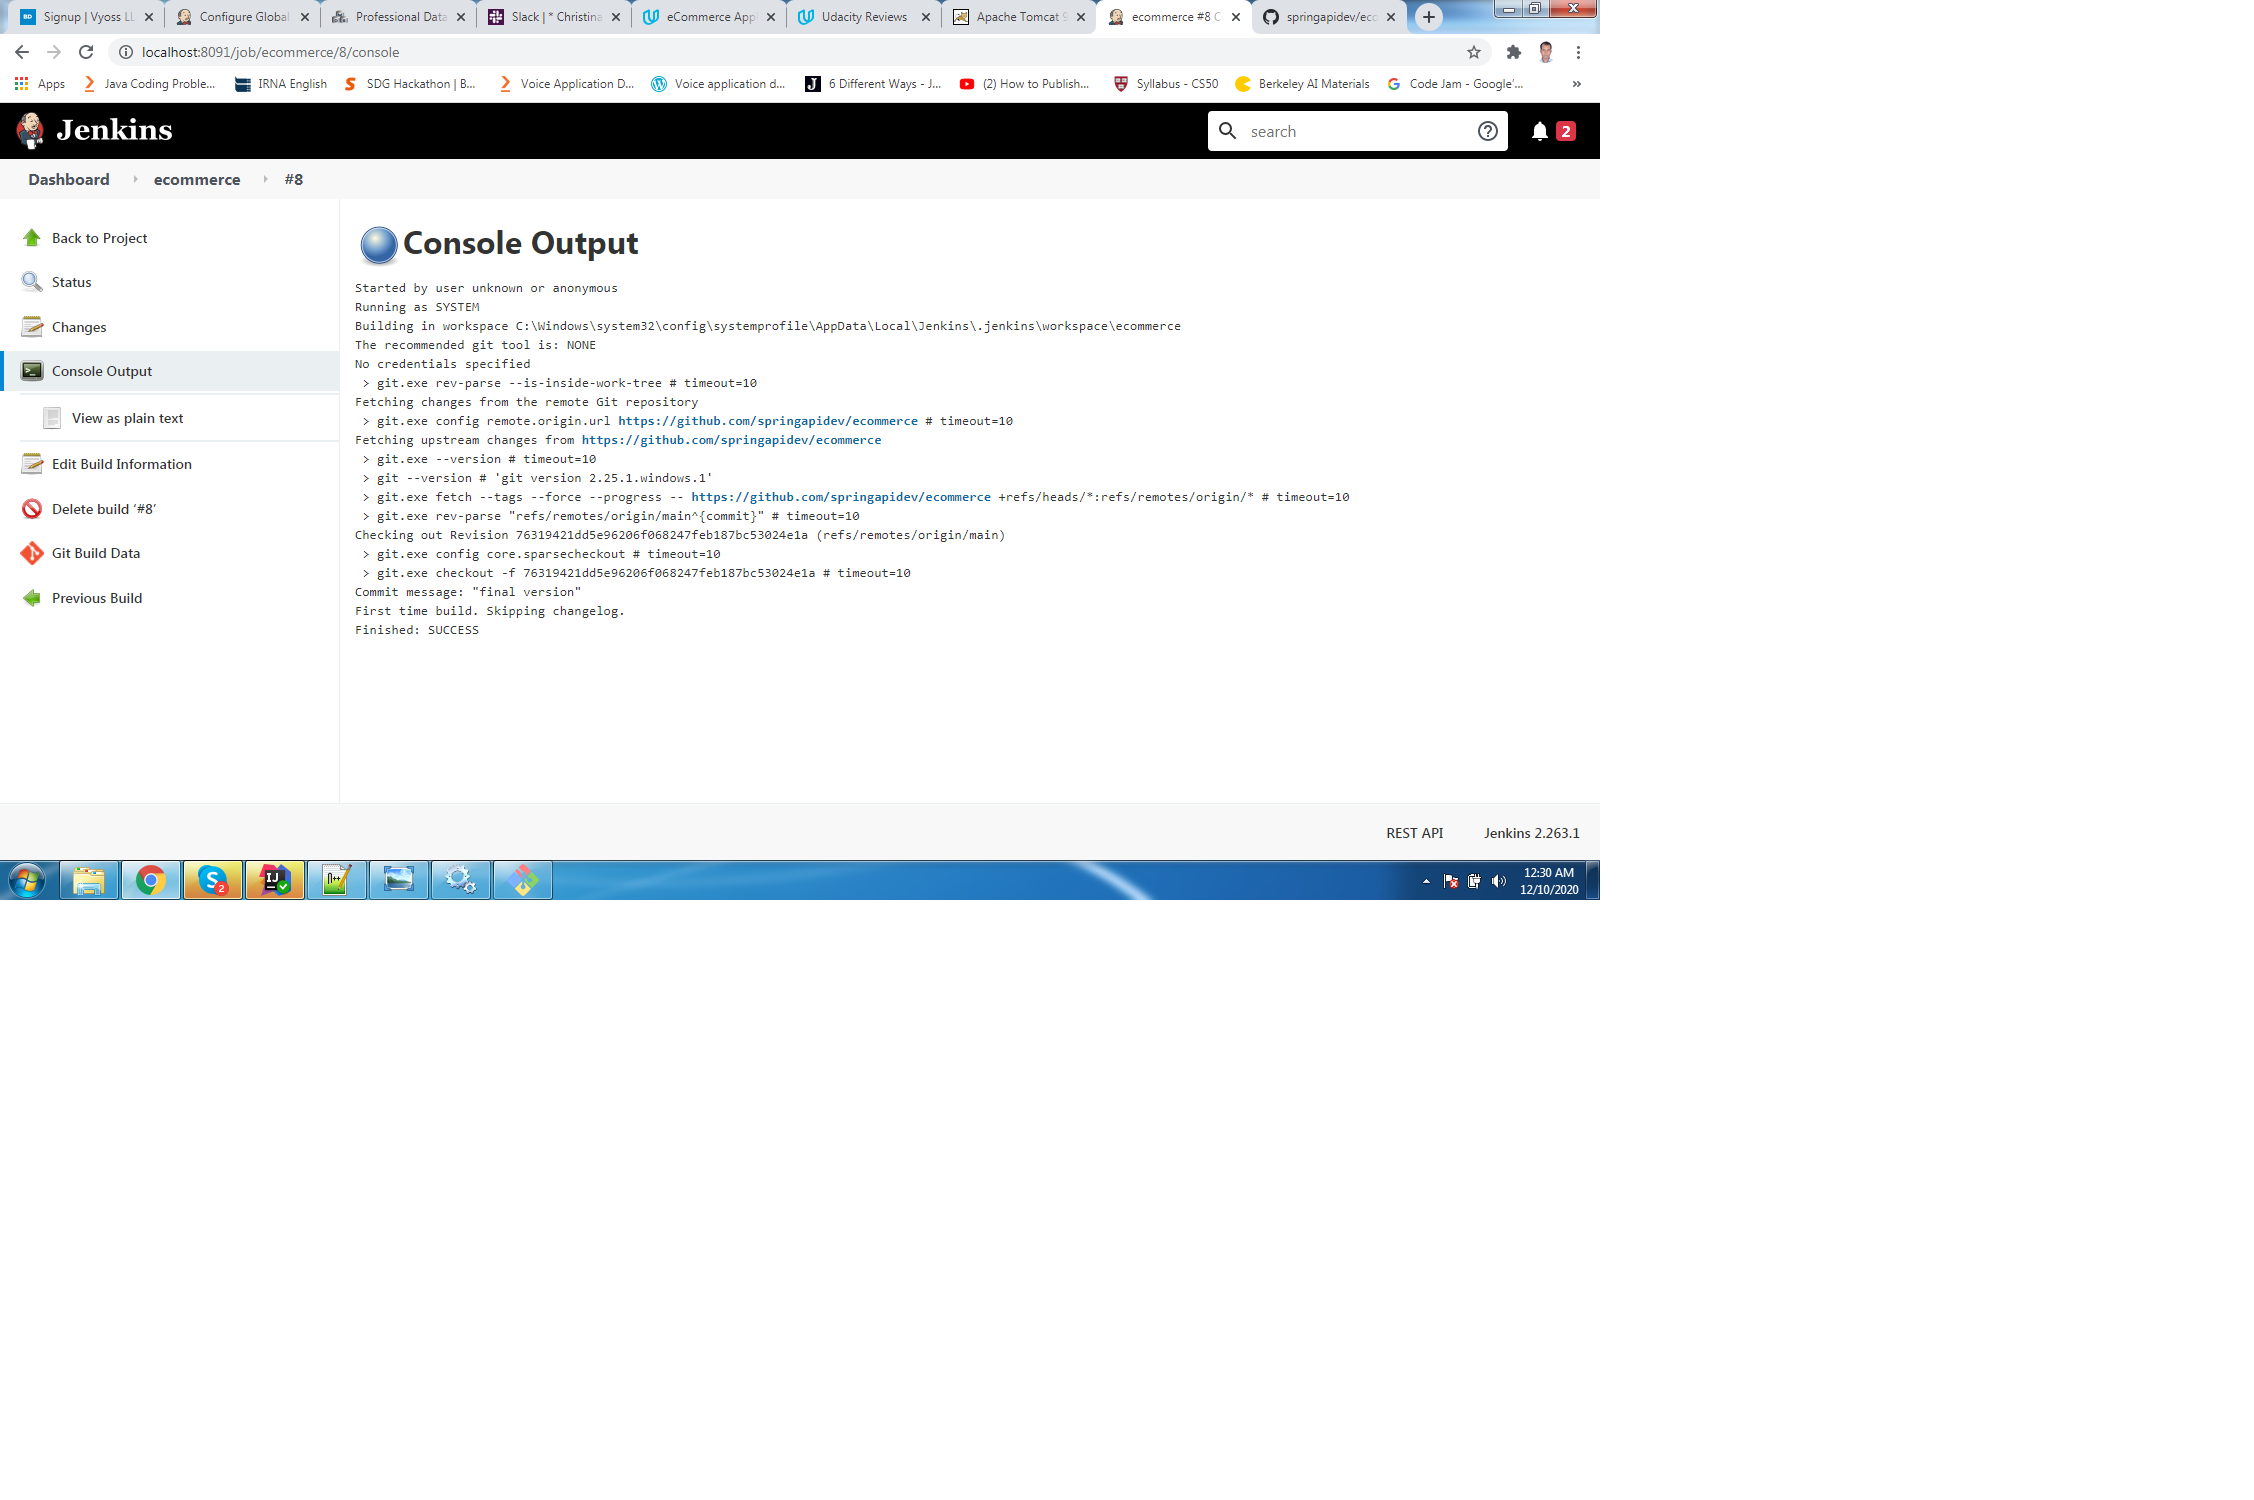 Signup | Vyoss LL
Configure Global
Professional Data
Slack | * Christina
eCommerce App
Udacity Reviews
Apache Tomcat 9
ecommerce #8 C
springapidev/eco
localhost:8091/job/ecommerce/8/console
Apps
Java Coding Proble...
IRNA English
SDG Hackathon | B...
Voice Application D...
Voice application d...
6 Different Ways - J...
(2) How to Publish...
Syllabus - CS50
Berkeley AI Materials
Code Jam - Google'...
»
Jenkins
search
2
Dashboard
ecommerce
#8
Back to Project
Status
Changes
Console Output
View as plain text
Edit Build Information
Delete build ‘#8’
Git Build Data
Previous Build
Console Output
Started by user unknown or anonymous
Running as SYSTEM
Building in workspace C:\Windows\system32\config\systemprofile\AppData\Local\Jenkins\.jenkins\workspace\ecommerce
The recommended git tool is: NONE
No credentials specified
> git.exe rev-parse --is-inside-work-tree # timeout=10
Fetching changes from the remote Git repository
> git.exe config remote.origin.url https://github.com/springapidev/ecommerce # timeout=10
Fetching upstream changes from https://github.com/springapidev/ecommerce
> git.exe --version # timeout=10
> git --version # 'git version 2.25.1.windows.1'
> git.exe fetch --tags --force --progress -- https://github.com/springapidev/ecommerce +refs/heads/*:refs/remotes/origin/* # timeout=10
> git.exe rev-parse "refs/remotes/origin/main^{commit}" # timeout=10
Checking out Revision 76319421dd5e96206f068247feb187bc53024e1a (refs/remotes/origin/main)
> git.exe config core.sparsecheckout # timeout=10
> git.exe checkout -f 76319421dd5e96206f068247feb187bc53024e1a # timeout=10
Commit message: "final version"
First time build. Skipping changelog.
Finished: SUCCESS
REST API
Jenkins 2.263.1
12:30 AM
12/10/2020